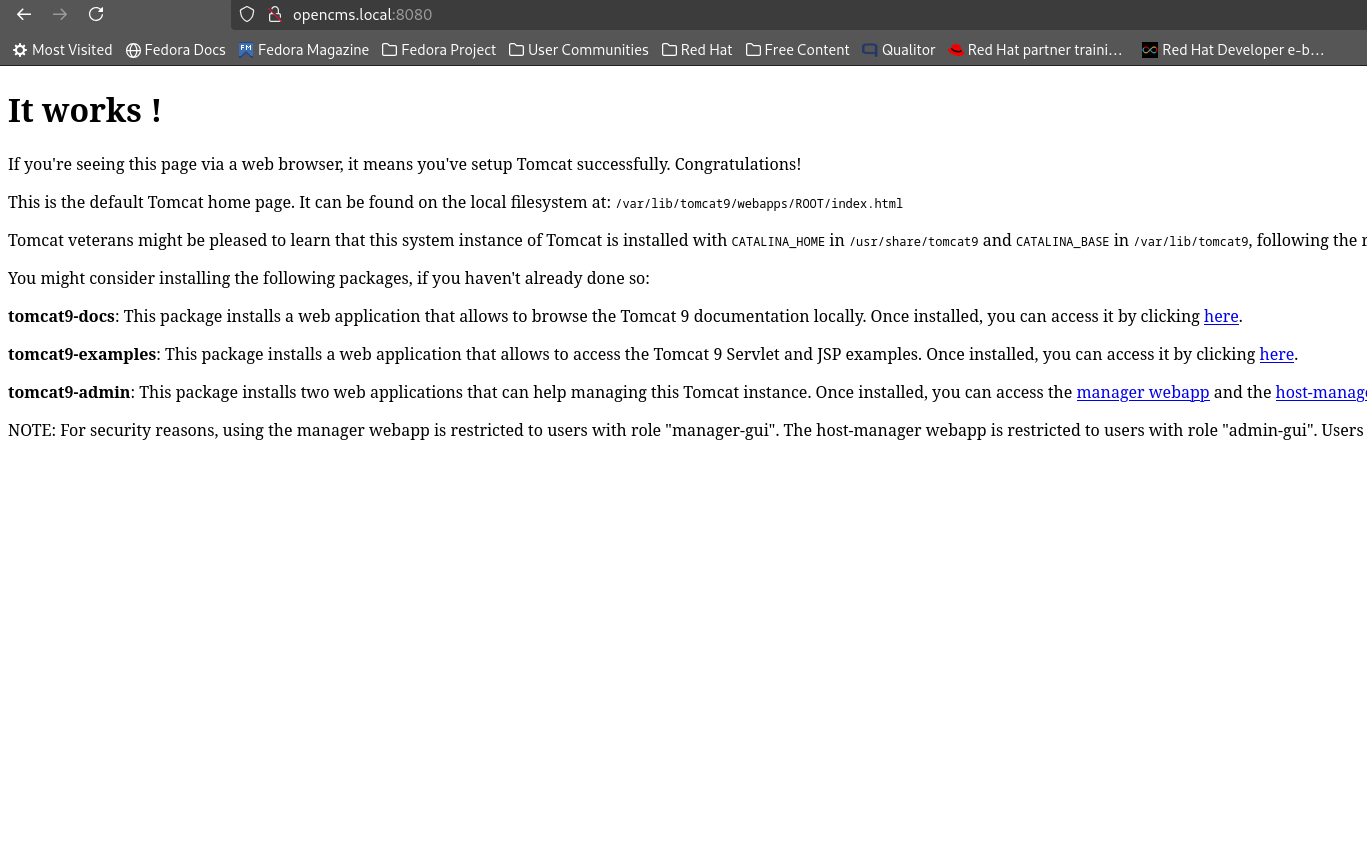 opencms.local:8080
Most Visited Fedora Docs Fedora Magazine Fedora Project User Communities Red Hat Free Content Qualitor Red Hat partner traini… Red Hat Developer e-b…
It works !
If you're seeing this page via a web browser, it means you've setup Tomcat successfully. Congratulations!
This is the default Tomcat home page. It can be found on the local filesystem at: /var/lib/tomcat9/webapps/ROOT/index.html
Tomcat veterans might be pleased to learn that this system instance of Tomcat is installed with CATALINA_HOME in /usr/share/tomcat9 and CATALINA_BASE in /var/lib/tomcat9, following the
You might consider installing the following packages, if you haven't already done so:
tomcat9-docs: This package installs a web application that allows to browse the Tomcat 9 documentation locally. Once installed, you can access it by clicking here.
tomcat9-examples: This package installs a web application that allows to access the Tomcat 9 Servlet and JSP examples. Once installed, you can access it by clicking here.
tomcat9-admin: This package installs two web applications that can help managing this Tomcat instance. Once installed, you can access the manager webapp and the host-manage
NOTE: For security reasons, using the manager webapp is restricted to users with role "manager-gui". The host-manager webapp is restricted to users with role "admin-gui". Users